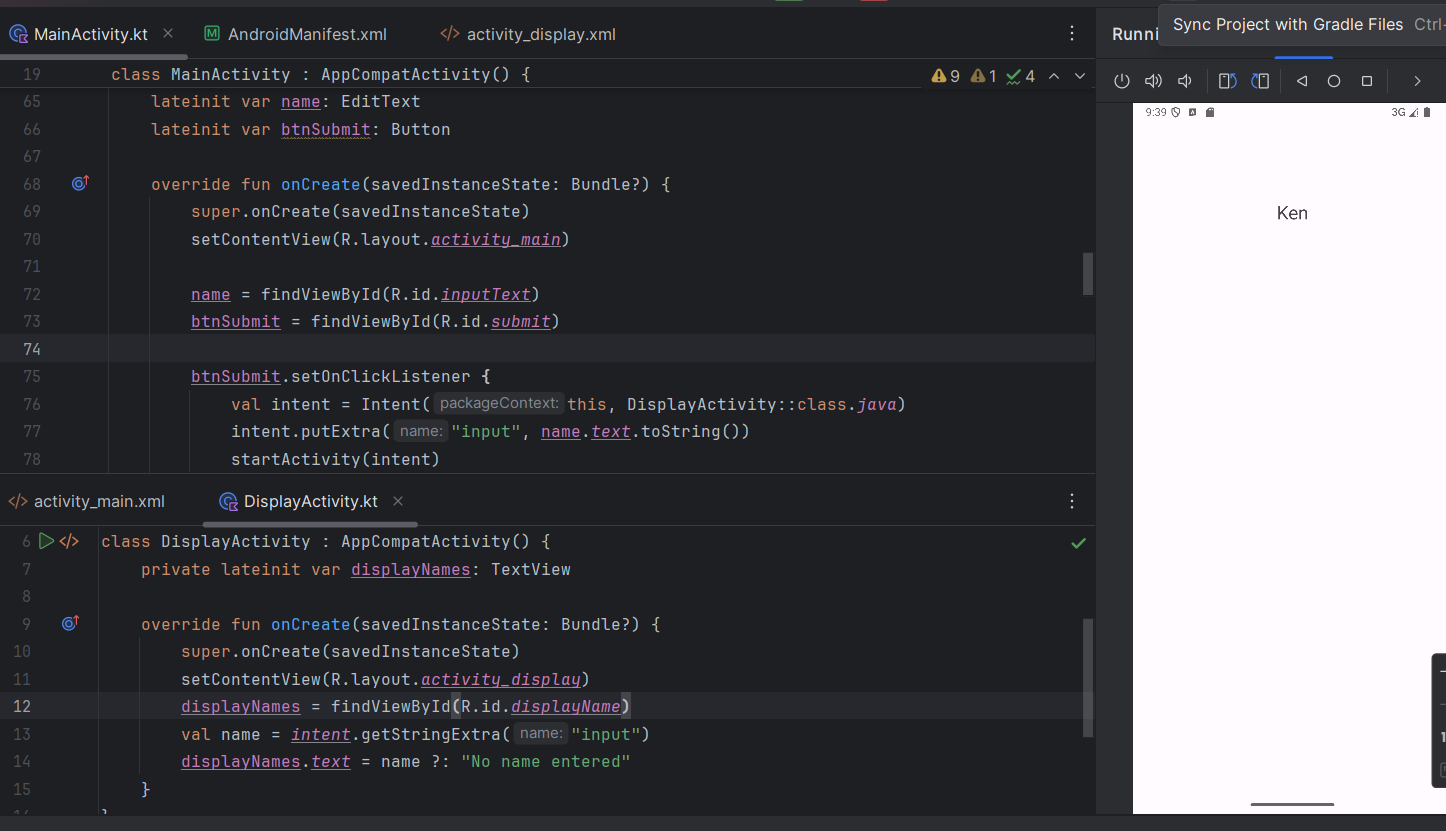 MainActivity.kt AndroidManifest.xml activity_display.xml
Sync Project with Gradle Files Ctrl-
Runni
19 class MainActivity : AppCompatActivity() {
9 1 4
65 lateinit var name: EditText
66 lateinit var btnSubmit: Button
67
68 override fun onCreate(savedInstanceState: Bundle?) {
69 super.onCreate(savedInstanceState)
70 setContentView(R.layout.activity_main)
71
72 name = findViewById(R.id.inputText)
73 btnSubmit = findViewById(R.id.submit)
74
75 btnSubmit.setOnClickListener {
76 val intent = Intent( packageContext: this, DisplayActivity::class.java)
77 intent.putExtra( name: "input", name.text.toString())
78 startActivity(intent)
activity_main.xml DisplayActivity.kt
6 class DisplayActivity : AppCompatActivity() {
7 private lateinit var displayNames: TextView
8
9 override fun onCreate(savedInstanceState: Bundle?) {
10 super.onCreate(savedInstanceState)
11 setContentView(R.layout.activity_display)
12 displayNames = findViewById(R.id.displayName)
13 val name = intent.getStringExtra( name: "input")
14 displayNames.text = name ?: "No name entered"
15 }
9:39 3G
Ken